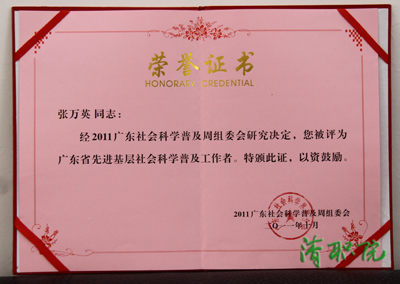 荣誉证书
HONORARY CREDENTIAL
张万英 同志：
经2011广东社会科学普及周组委会研究决定，您被评为
广东省先进基层社会科学普及工作者。特颁此证，以资鼓励。
2011广东社会科学普及周组委会
二〇一一年十月
清职院